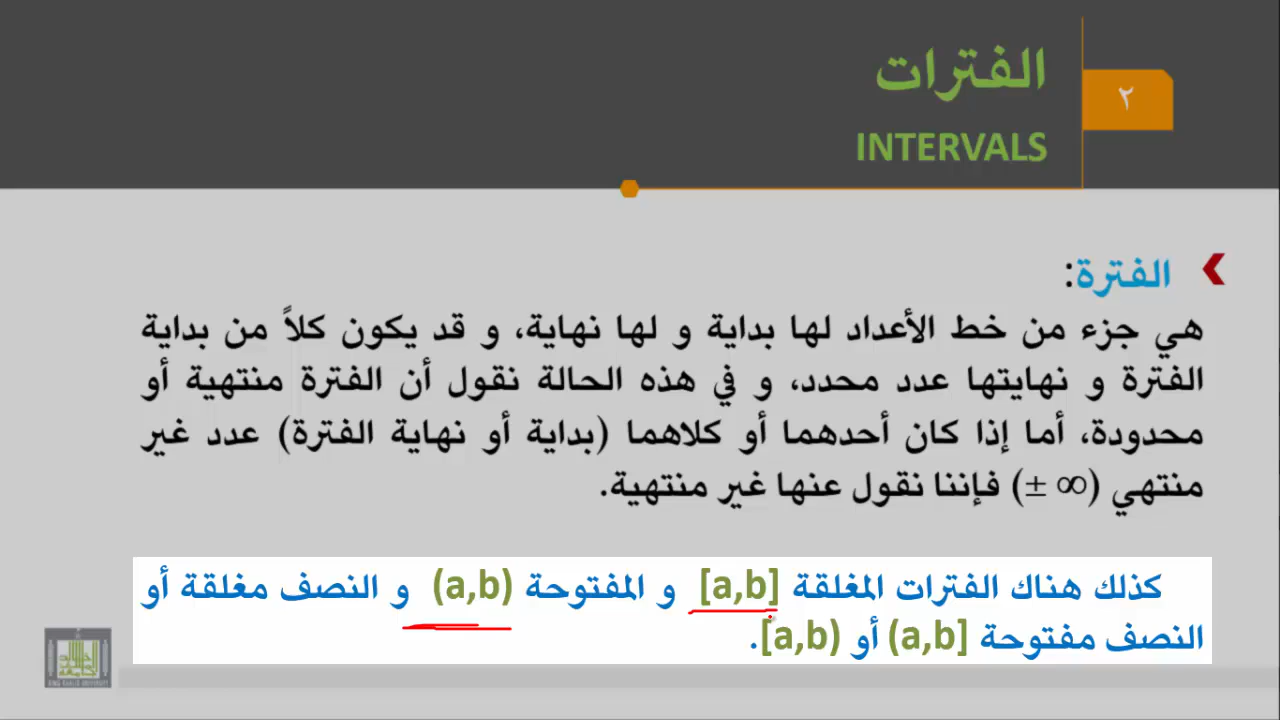 الفترات
٢
INTERVALS
الفترة:
هي جزء من خط الأعداد لها بداية و لها نهاية، و قد يكون كلاً من بداية
الفترة و نهايتها عدد محدد، و في هذه الحالة نقول أن الفترة منتهية أو
محدودة، أما إذا كان أحدهما أو كلاهما (بداية أو نهاية الفترة) عدد غير
منتهي (∞ ±) فإننا نقول عنها غير منتهية.
كذلك هناك الفترات المغلقة [a,b] و المفتوحة (a,b) و النصف مغلقة أو
النصف مفتوحة (a,b] أو [a,b).